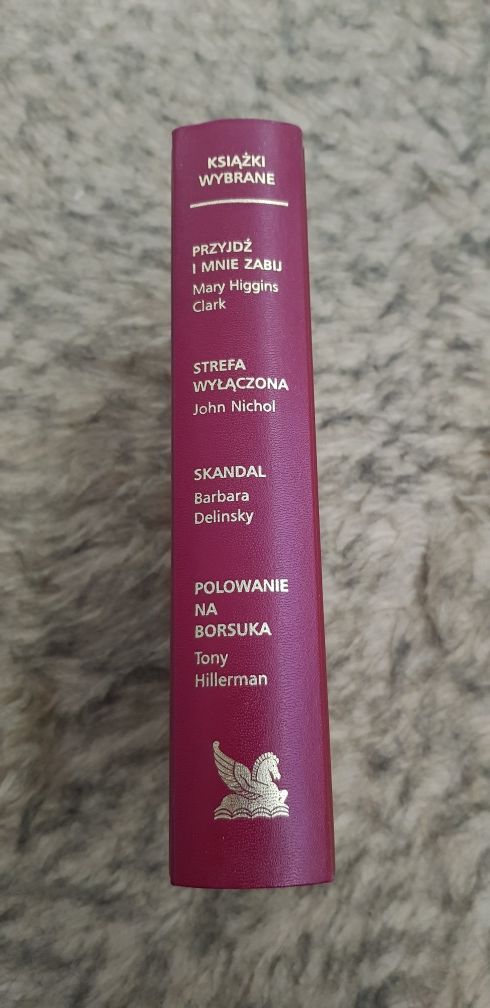 KSIĄŻKI
WYBRANE
PRZYJDŹ
I MNIE ZABIJ
Mary Higgins
Clark
STREFA
WYŁĄCZONA
John Nichol
SKANDAL
Barbara
Delinsky
POLOWANIE
NA
BORSUKA
Tony
Hillerman